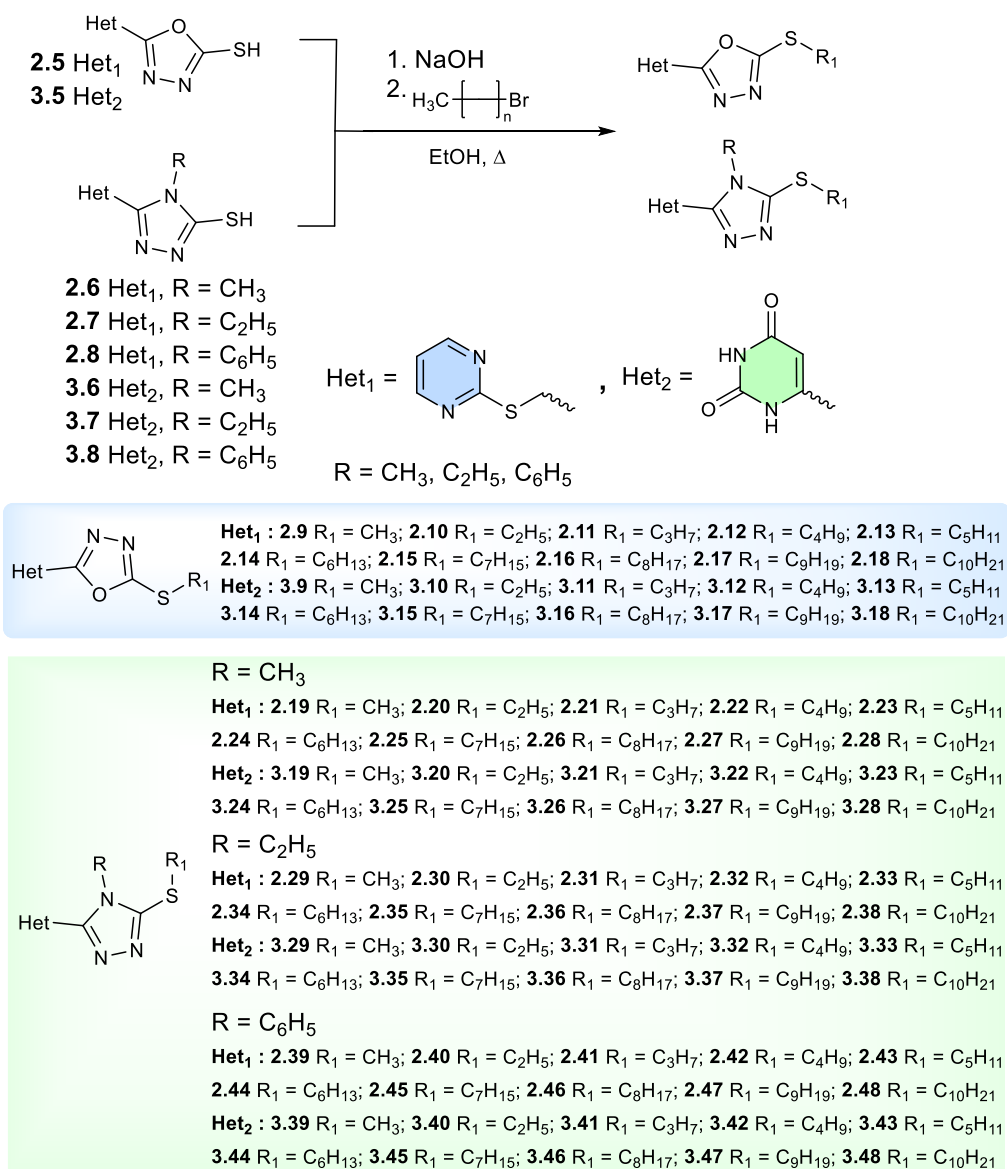 Het O SH
N N
2.5 Het₁
3.5 Het₂
1. NaOH
2. H₃C [ ]n Br
EtOH, Δ
Het O S R₁
N N
R
Het N SH
N N
R
Het N S R₁
N N
2.6 Het₁, R = CH₃
2.7 Het₁, R = C₂H₅
2.8 Het₁, R = C₆H₅
3.6 Het₂, R = CH₃
3.7 Het₂, R = C₂H₅
3.8 Het₂, R = C₆H₅
Het₁ = N N S , Het₂ = O HN O N H
R = CH₃, C₂H₅, C₆H₅
N N
Het O S R₁
Het₁ : 2.9 R₁ = CH₃; 2.10 R₁ = C₂H₅; 2.11 R₁ = C₃H₇; 2.12 R₁ = C₄H₉; 2.13 R₁ = C₅H₁₁
2.14 R₁ = C₆H₁₃; 2.15 R₁ = C₇H₁₅; 2.16 R₁ = C₈H₁₇; 2.17 R₁ = C₉H₁₉; 2.18 R₁ = C₁₀H₂₁
Het₂ : 3.9 R₁ = CH₃; 3.10 R₁ = C₂H₅; 3.11 R₁ = C₃H₇; 3.12 R₁ = C₄H₉; 3.13 R₁ = C₅H₁₁
3.14 R₁ = C₆H₁₃; 3.15 R₁ = C₇H₁₅; 3.16 R₁ = C₈H₁₇; 3.17 R₁ = C₉H₁₉; 3.18 R₁ = C₁₀H₂₁
R = CH₃
Het₁ : 2.19 R₁ = CH₃; 2.20 R₁ = C₂H₅; 2.21 R₁ = C₃H₇; 2.22 R₁ = C₄H₉; 2.23 R₁ = C₅H₁₁
2.24 R₁ = C₆H₁₃; 2.25 R₁ = C₇H₁₅; 2.26 R₁ = C₈H₁₇; 2.27 R₁ = C₉H₁₉; 2.28 R₁ = C₁₀H₂₁
Het₂ : 3.19 R₁ = CH₃; 3.20 R₁ = C₂H₅; 3.21 R₁ = C₃H₇; 3.22 R₁ = C₄H₉; 3.23 R₁ = C₅H₁₁
3.24 R₁ = C₆H₁₃; 3.25 R₁ = C₇H₁₅; 3.26 R₁ = C₈H₁₇; 3.27 R₁ = C₉H₁₉; 3.28 R₁ = C₁₀H₂₁
R R₁
Het N S
N N
R = C₂H₅
Het₁ : 2.29 R₁ = CH₃; 2.30 R₁ = C₂H₅; 2.31 R₁ = C₃H₇; 2.32 R₁ = C₄H₉; 2.33 R₁ = C₅H₁₁
2.34 R₁ = C₆H₁₃; 2.35 R₁ = C₇H₁₅; 2.36 R₁ = C₈H₁₇; 2.37 R₁ = C₉H₁₉; 2.38 R₁ = C₁₀H₂₁
Het₂ : 3.29 R₁ = CH₃; 3.30 R₁ = C₂H₅; 3.31 R₁ = C₃H₇; 3.32 R₁ = C₄H₉; 3.33 R₁ = C₅H₁₁
3.34 R₁ = C₆H₁₃; 3.35 R₁ = C₇H₁₅; 3.36 R₁ = C₈H₁₇; 3.37 R₁ = C₉H₁₉; 3.38 R₁ = C₁₀H₂₁
R = C₆H₅
Het₁ : 2.39 R₁ = CH₃; 2.40 R₁ = C₂H₅; 2.41 R₁ = C₃H₇; 2.42 R₁ = C₄H₉; 2.43 R₁ = C₅H₁₁
2.44 R₁ = C₆H₁₃; 2.45 R₁ = C₇H₁₅; 2.46 R₁ = C₈H₁₇; 2.47 R₁ = C₉H₁₉; 2.48 R₁ = C₁₀H₂₁
Het₂ : 3.39 R₁ = CH₃; 3.40 R₁ = C₂H₅; 3.41 R₁ = C₃H₇; 3.42 R₁ = C₄H₉; 3.43 R₁ = C₅H₁₁
3.44 R₁ = C₆H₁₃; 3.45 R₁ = C₇H₁₅; 3.46 R₁ = C₈H₁₇; 3.47 R₁ = C₉H₁₉; 3.48 R₁ = C₁₀H₂₁